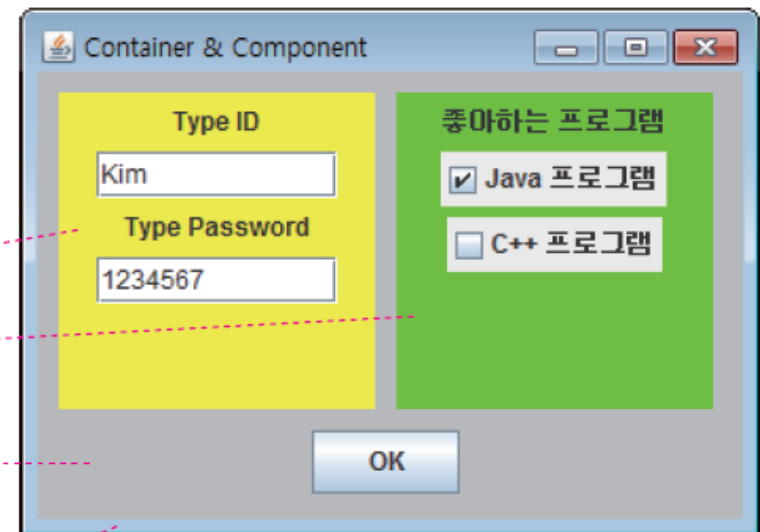 Container & Component
Type ID
Kim
Type Password
1234567
좋아하는 프로그램
Java 프로그램
C++ 프로그램
OK